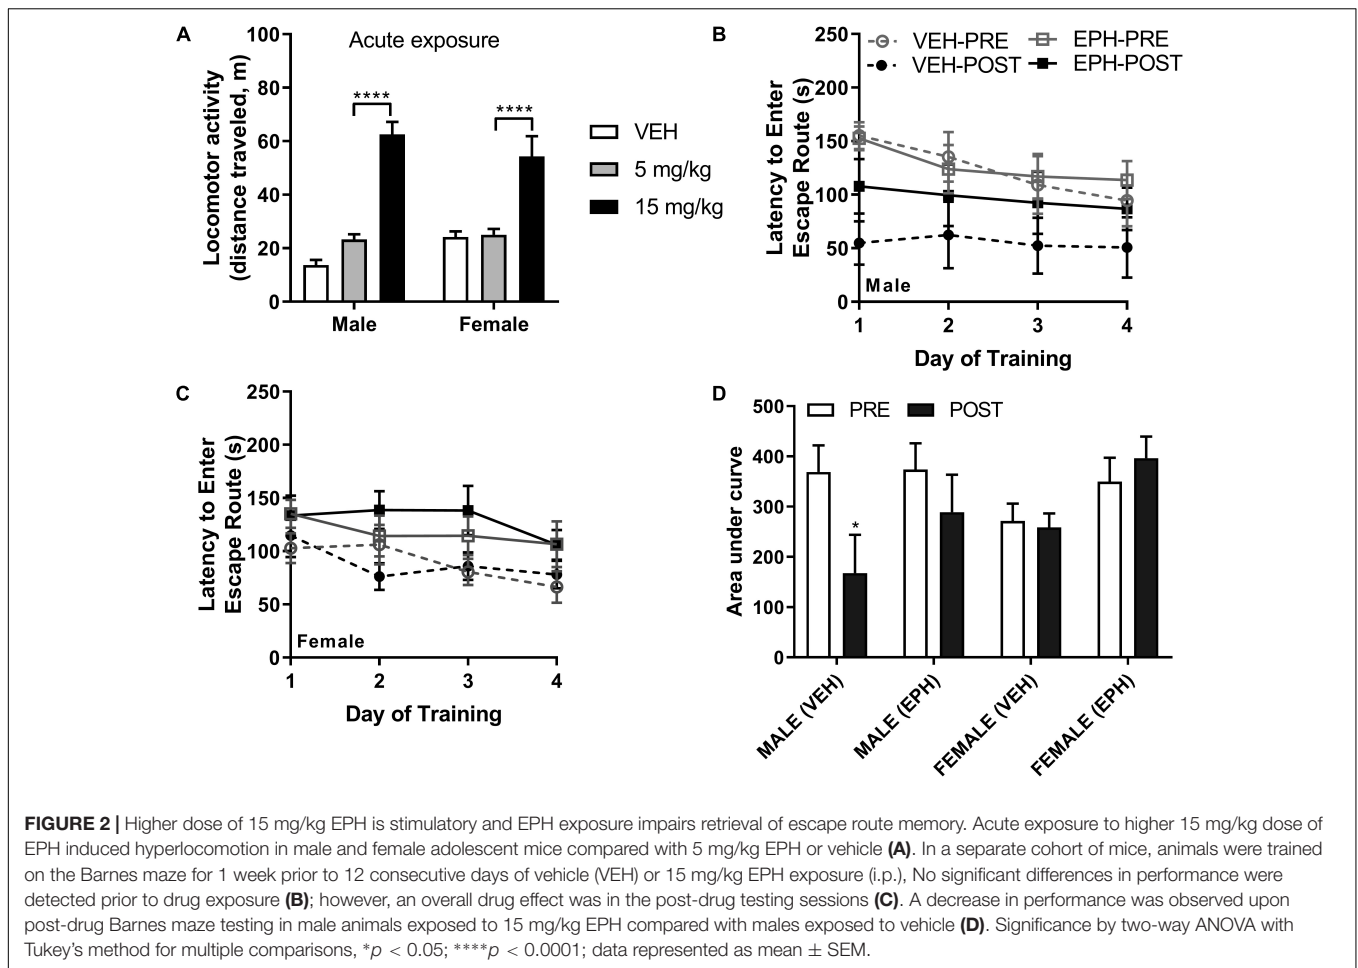 A
Acute exposure
Locomotor activity
(distance traveled, m)
100
80
60
40
20
0
****
****
Male
Female
VEH
5 mg/kg
15 mg/kg
B
VEH-PRE
EPH-PRE
VEH-POST
EPH-POST
Latency to Enter
Escape Route (s)
250
200
150
100
50
0
Male
1 2 3 4
Day of Training
C
Latency to Enter
Escape Route (s)
250
200
150
100
50
0
Female
1 2 3 4
Day of Training
D
PRE
POST
Area under curve
500
400
300
200
100
0
*
MALE (VEH)
MALE (EPH)
FEMALE (VEH)
FEMALE (EPH)
FIGURE 2 | Higher dose of 15 mg/kg EPH is stimulatory and EPH exposure impairs retrieval of escape route memory. Acute exposure to higher 15 mg/kg dose of
EPH induced hyperlocomotion in male and female adolescent mice compared with 5 mg/kg EPH or vehicle (A). In a separate cohort of mice, animals were trained
on the Barnes maze for 1 week prior to 12 consecutive days of vehicle (VEH) or 15 mg/kg EPH exposure (i.p.), No significant differences in performance were
detected prior to drug exposure (B); however, an overall drug effect was in the post-drug testing sessions (C). A decrease in performance was observed upon
post-drug Barnes maze testing in male animals exposed to 15 mg/kg EPH compared with males exposed to vehicle (D). Significance by two-way ANOVA with
Tukey's method for multiple comparisons, *p < 0.05; ****p < 0.0001; data represented as mean ± SEM.